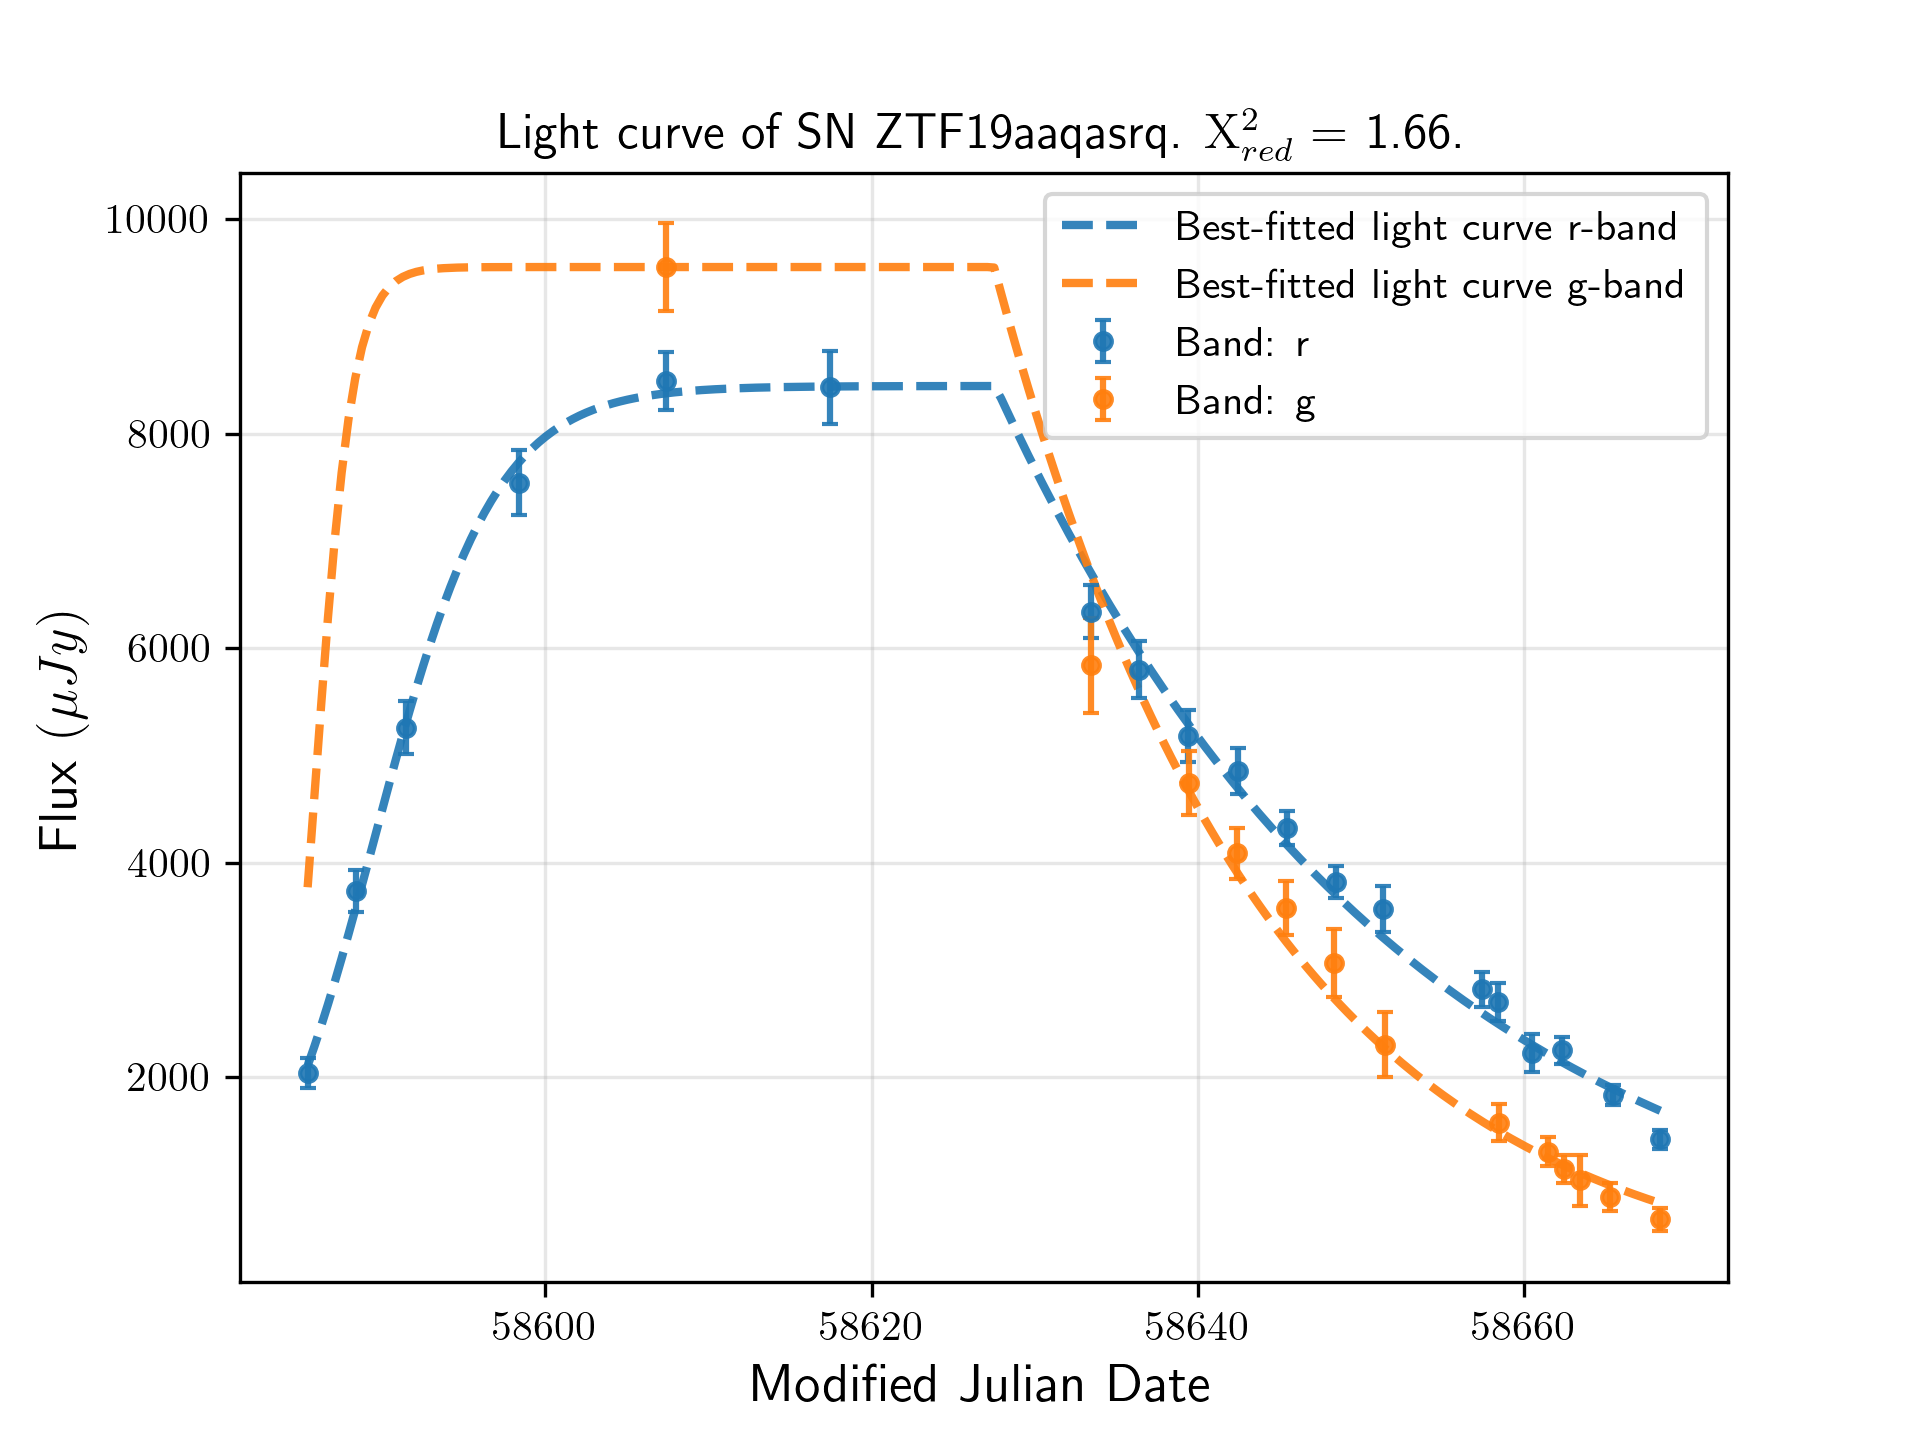 Light curve of SN ZTF19aaqasrq. X²_red = 1.66.
Best-fitted light curve r-band
Best-fitted light curve g-band
Band: r
Band: g
Flux (μJy)
10000
8000
6000
4000
2000
58600 58620 58640 58660
Modified Julian Date